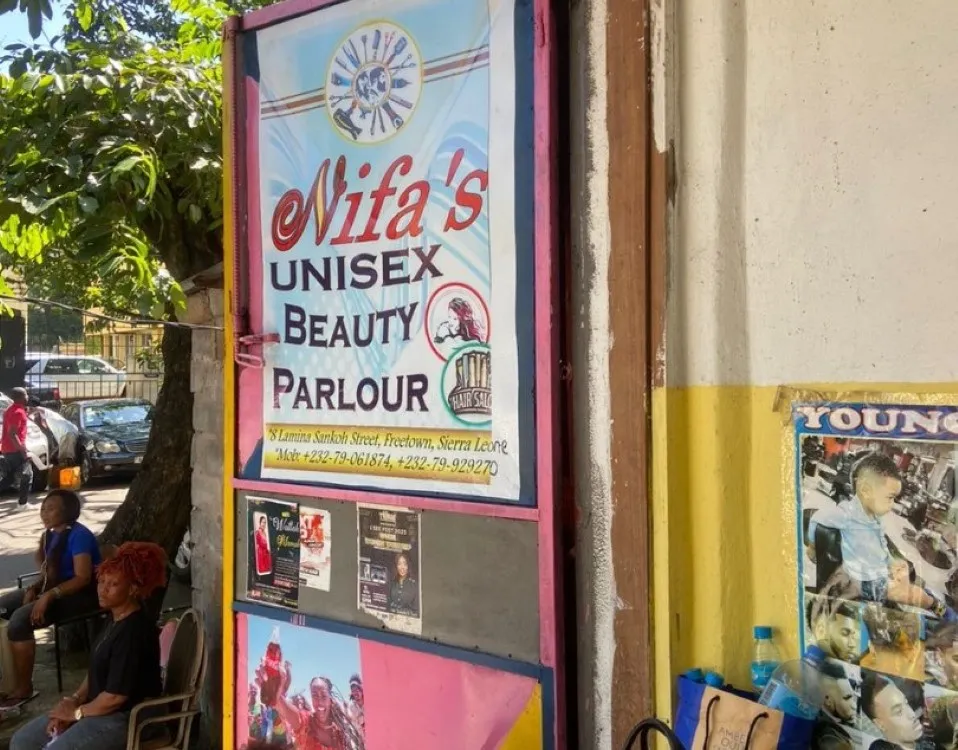 Nifa's
UNISEX
BEAUTY
PARLOUR
HAIR SAL
*8 Lamina Sankoh Street, Freetown, Sierra Leone
*Mob: +232-79-061874, +232-79-929270
YOUNG